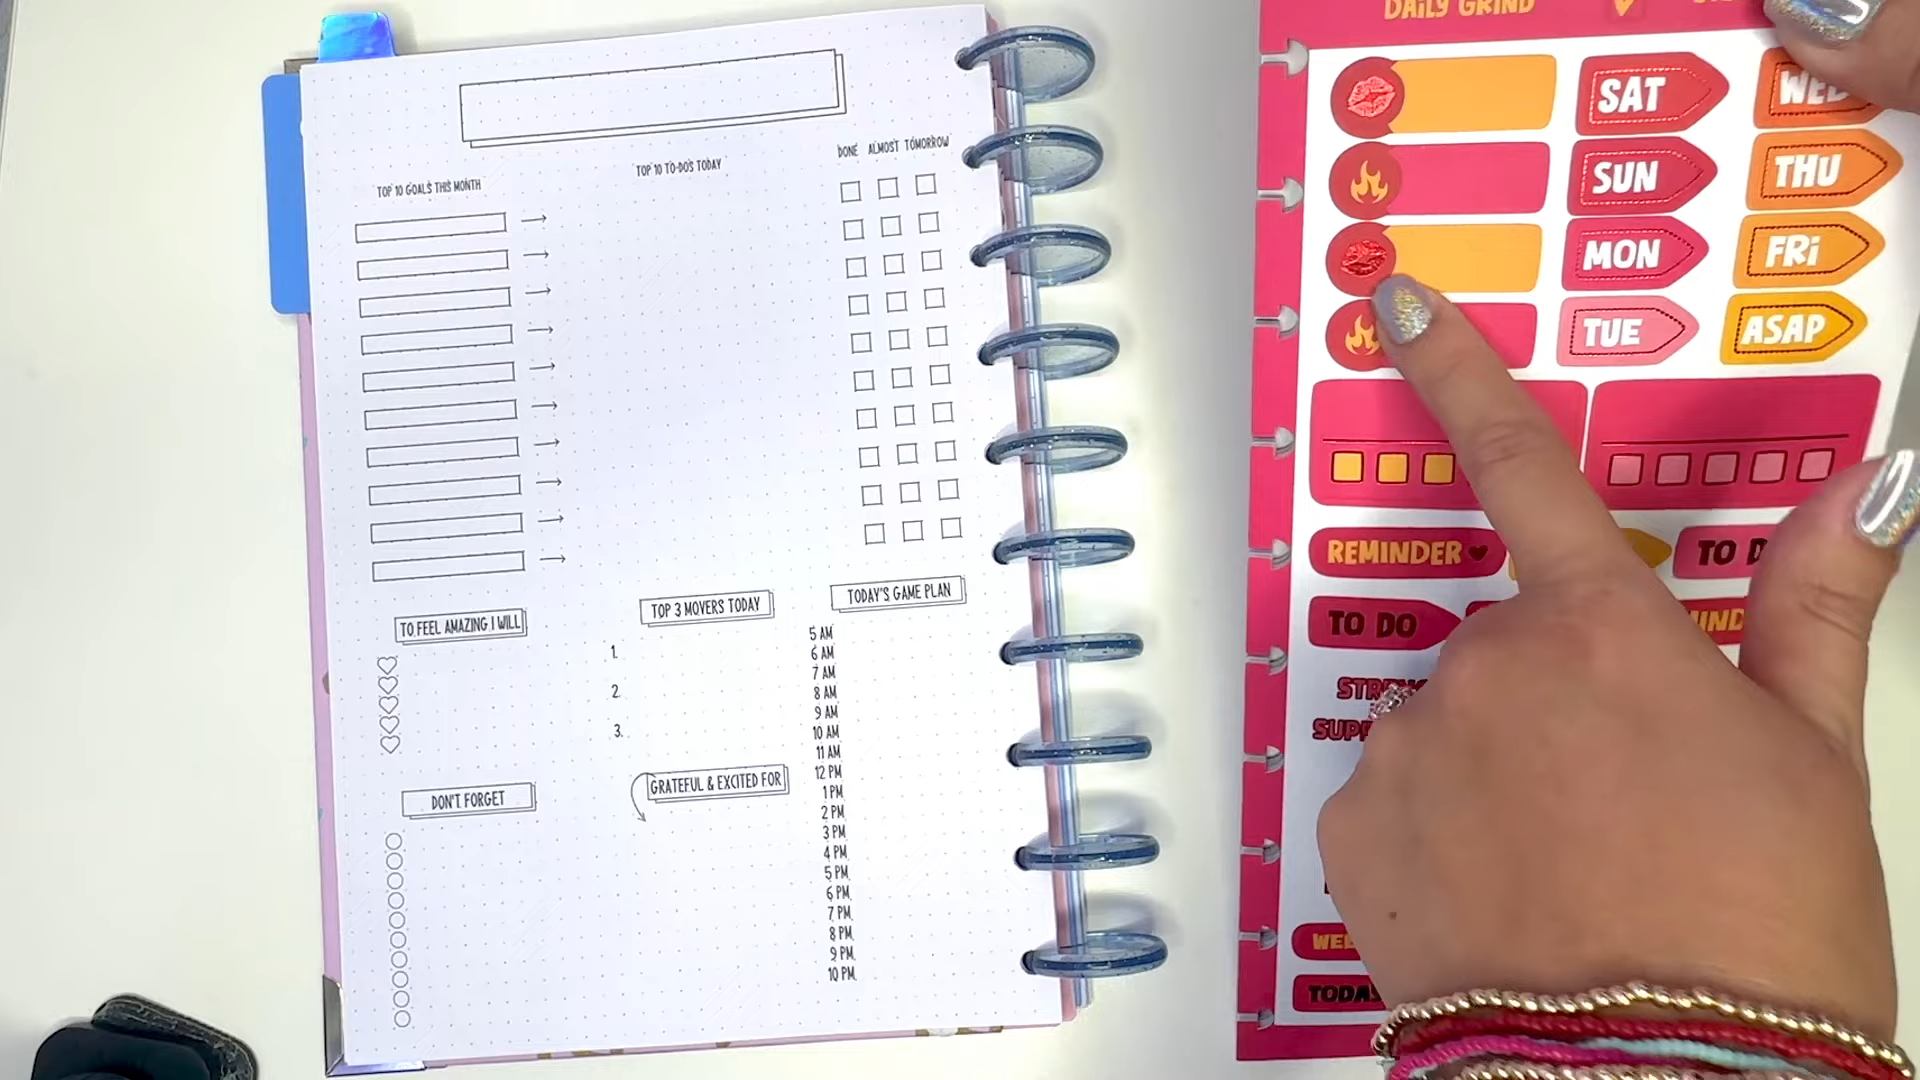 TOP 10 GOALS THIS MONTH
TOP 10 TO-DOS TODAY
DONE ALMOST TOMORROW
TO FEEL AMAZING I WILL
TOP 3 MOVERS TODAY
1.
2.
3.
TODAY'S GAME PLAN
5 AM
6 AM
7 AM
8 AM
9 AM
10 AM
11 AM
12 PM
1 PM
2 PM
3 PM
4 PM
5 PM
6 PM
7 PM
8 PM
9 PM
10 PM
DON'T FORGET
GRATEFUL & EXCITED FOR
DAILY GRIND
SAT
WED
SUN
THU
MON
FRi
TUE
ASAP
REMINDER
TO
TO DO